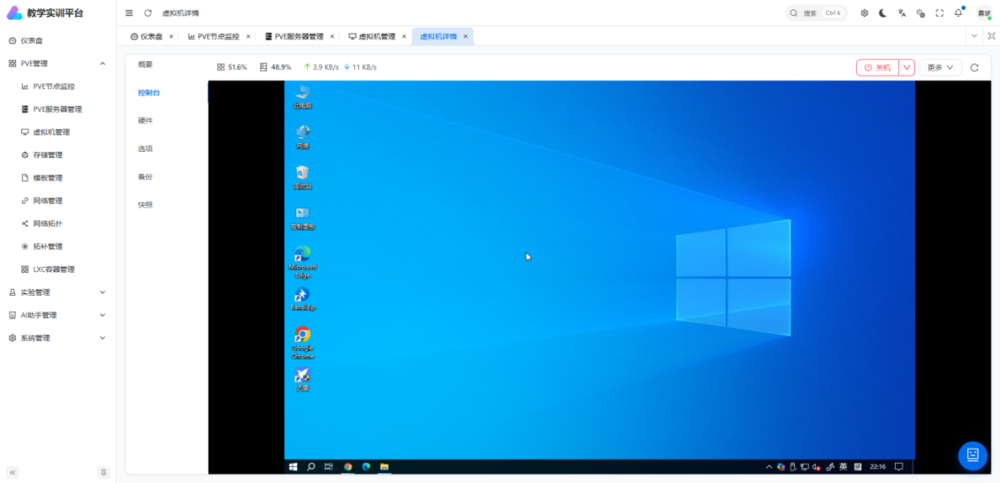 教学实训平台
虚拟机详情
搜索 Ctrl K
仪表盘 × PVE节点监控 × PVE服务器管理 × 虚拟机管理 × 虚拟机详情 ×
仪表盘
PVE管理
PVE节点监控
PVE服务器管理
虚拟机管理
存储管理
模板管理
网络管理
网络拓扑
拓扑管理
LXC容器管理
实验管理
AI助手管理
系统管理
概要
控制台
硬件
选项
备份
快照
51.6% 48.9% 3.9 KB/s 11 KB/s
关机 更多
此电脑
网络
回收站
控制面板
Microsoft
Edge
Bandizip
Google
Chrome
迅雷
英 22:16